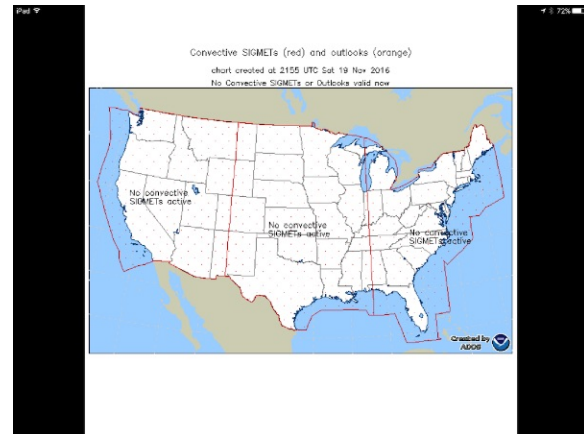 iPad
72%
Convective SIGMETs (red) and outlooks (orange)
chart created at 2155 UTC Sat 19 Nov 2016
No Convective SIGMETs or Outlooks valid now
No convective
SIGMETs active
No convective
SIGMETs active
No convective
SIGMETs active
Created by
ADDS